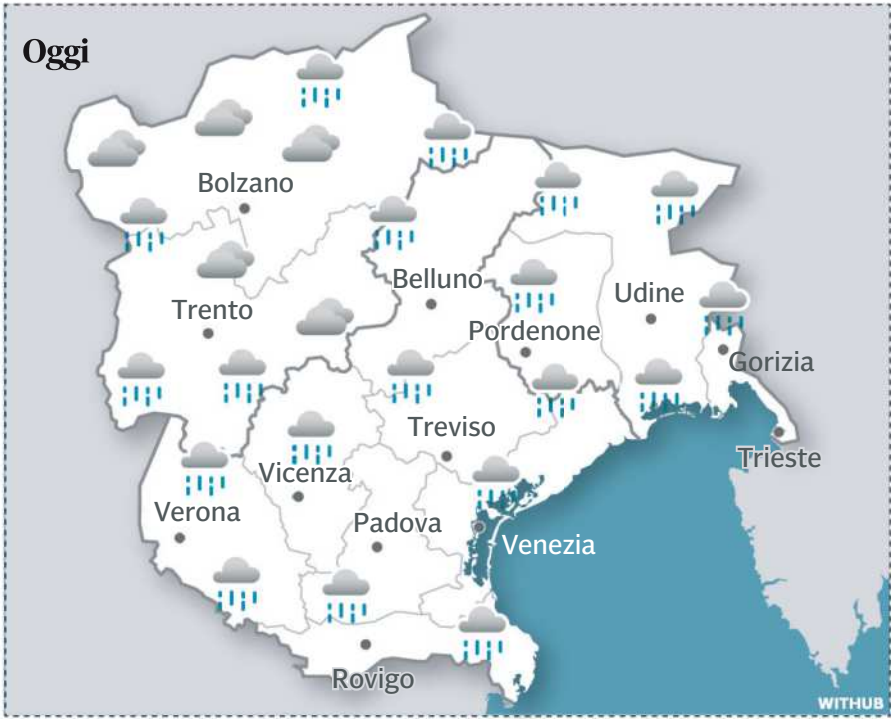 Oggi
Bolzano
Belluno
Trento
Udine
Pordenone
Gorizia
Treviso
Trieste
Vicenza
Verona
Padova
Venezia
Rovigo
WITHUB